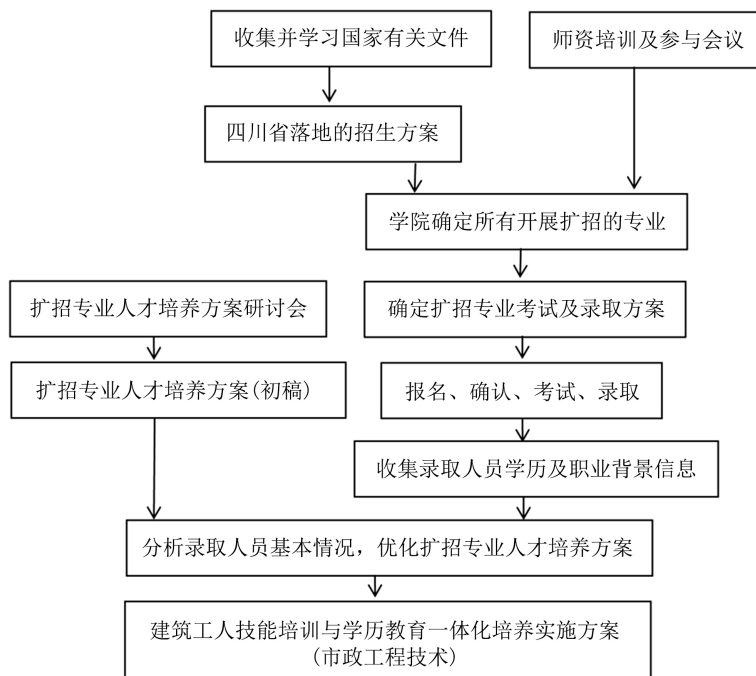 收集并学习国家有关文件
师资培训及参与会议
四川省落地的招生方案
学院确定所有开展扩招的专业
扩招专业人才培养方案研讨会
确定扩招专业考试及录取方案
扩招专业人才培养方案(初稿)
报名、确认、考试、录取
收集录取人员学历及职业背景信息
分析录取人员基本情况，优化扩招专业人才培养方案
建筑工人技能培训与学历教育一体化培养实施方案
(市政工程技术)